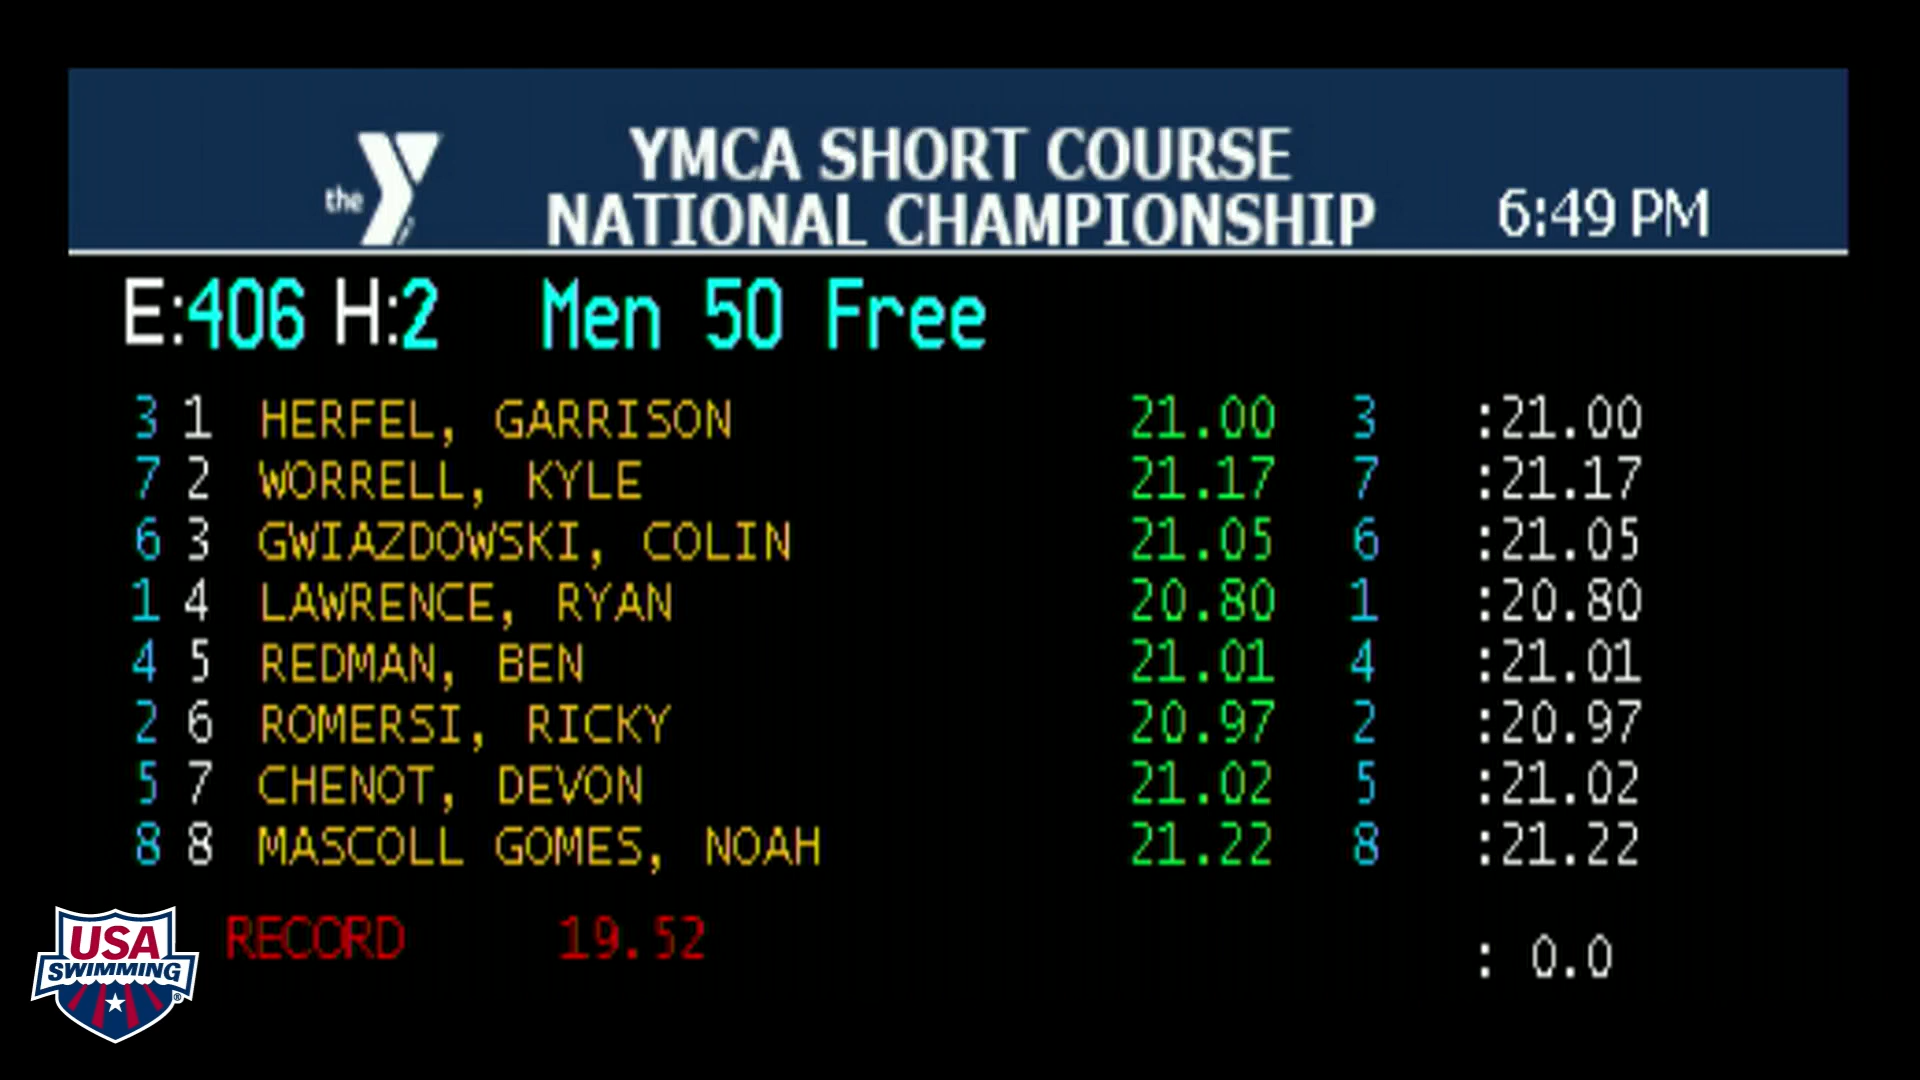 the Y
YMCA SHORT COURSE
NATIONAL CHAMPIONSHIP
6:49 PM
E:406 H:2 Men 50 Free
3 1 HERFEL, GARRISON 21.00 3 :21.00
7 2 WORRELL, KYLE 21.17 7 :21.17
6 3 GWIAZDOWSKI, COLIN 21.05 6 :21.05
1 4 LAWRENCE, RYAN 20.80 1 :20.80
4 5 REDMAN, BEN 21.01 4 :21.01
2 6 ROMERSI, RICKY 20.97 2 :20.97
5 7 CHENOT, DEVON 21.02 5 :21.02
8 8 MASCOLL GOMES, NOAH 21.22 8 :21.22
RECORD 19.52 : 0.0
USA
SWIMMING®